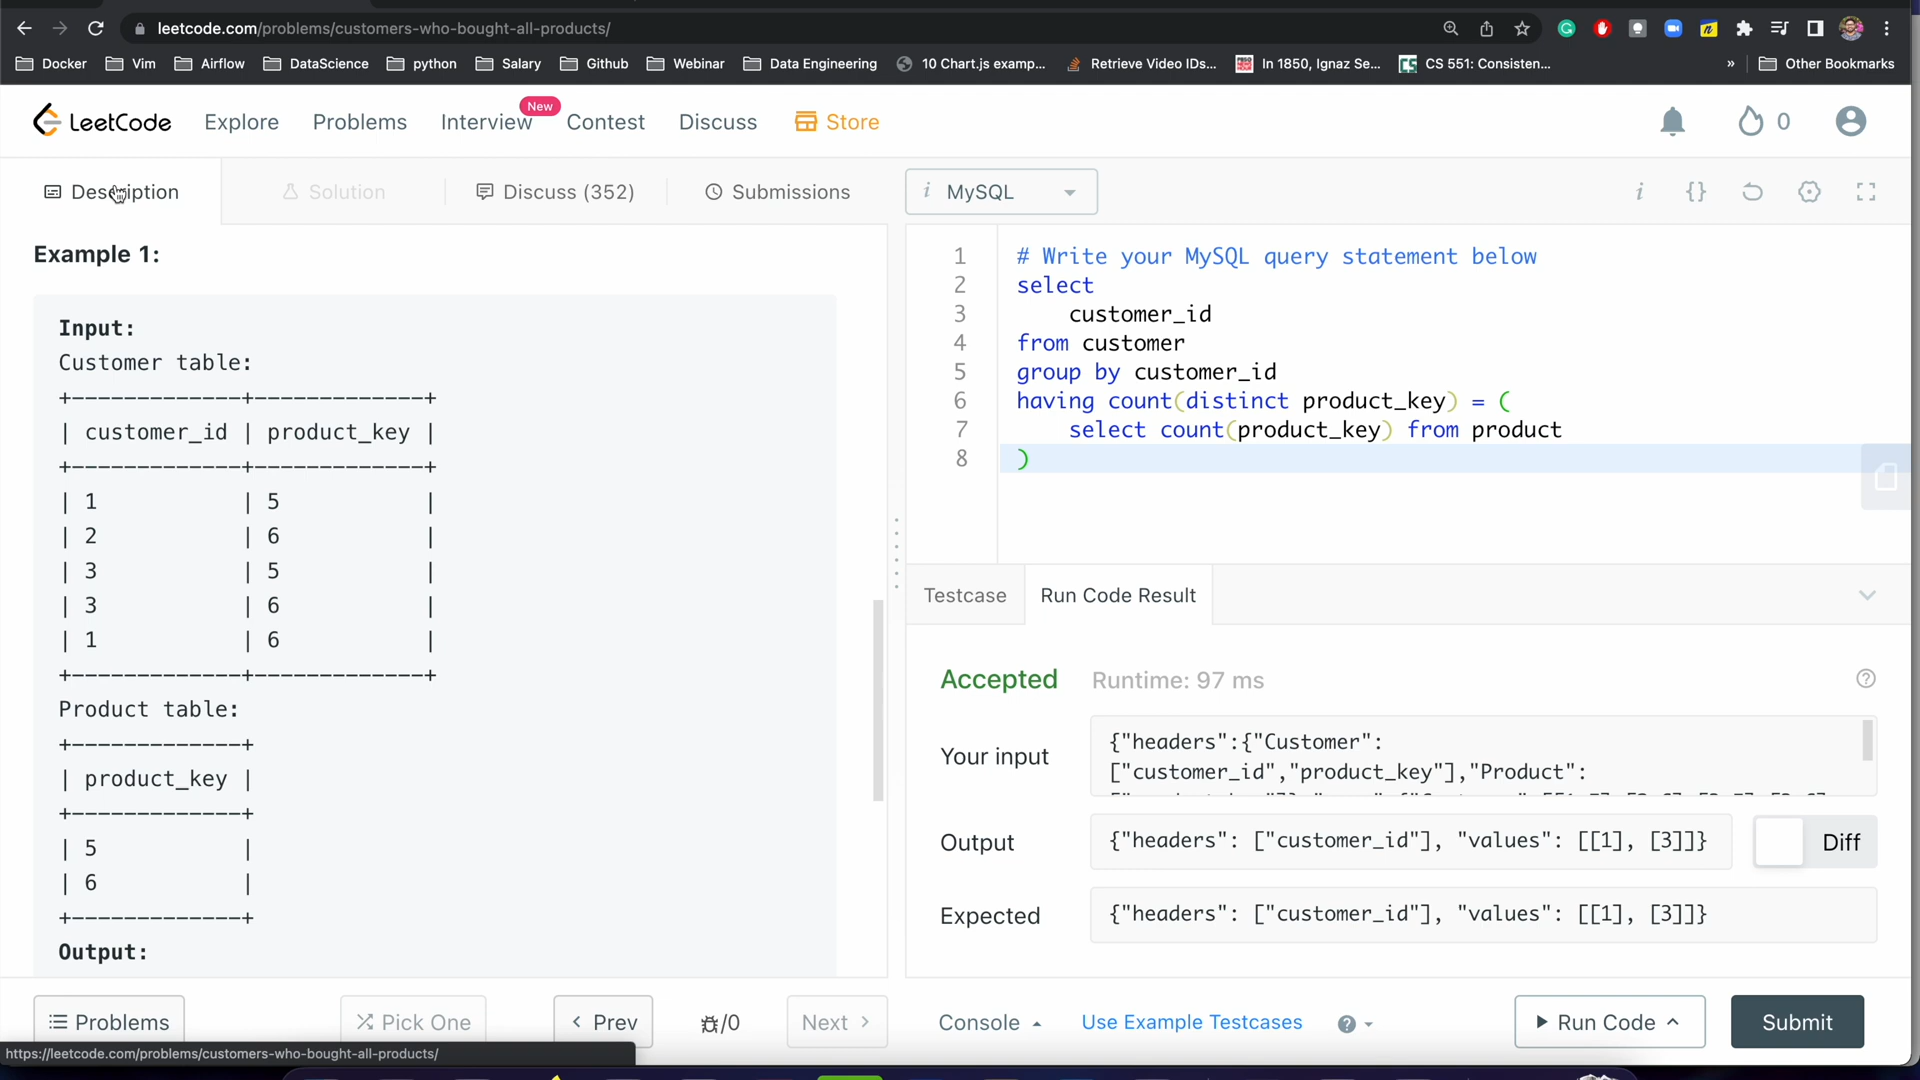 leetcode.com/problems/customers-who-bought-all-products/
Docker Vim Airflow DataScience python Salary Github Webinar Data Engineering 10 Chart.js examp... Retrieve Video IDs... In 1850, Ignaz Se... CS 551: Consisten... » Other Bookmarks
LeetCode Explore Problems Interview New Contest Discuss Store 0
Description Solution Discuss (352) Submissions
Example 1:
Input:
Customer table:
+-------------+-------------+
| customer_id | product_key |
+-------------+-------------+
| 1 | 5 |
| 2 | 6 |
| 3 | 5 |
| 3 | 6 |
| 1 | 6 |
+-------------+-------------+
Product table:
+-------------+
| product_key |
+-------------+
| 5 |
| 6 |
+-------------+
Output:
i MySQL i {}
1 # Write your MySQL query statement below
2 select
3 customer_id
4 from customer
5 group by customer_id
6 having count(distinct product_key) = (
7 select count(product_key) from product
8 )
Testcase Run Code Result
Accepted Runtime: 97 ms
Your input
{"headers":{"Customer":
["customer_id","product_key"],"Product":
Output {"headers": ["customer_id"], "values": [[1], [3]]} Diff
Expected {"headers": ["customer_id"], "values": [[1], [3]]}
Problems Pick One < Prev /0 Next > Console Use Example Testcases Run Code Submit
https://leetcode.com/problems/customers-who-bought-all-products/